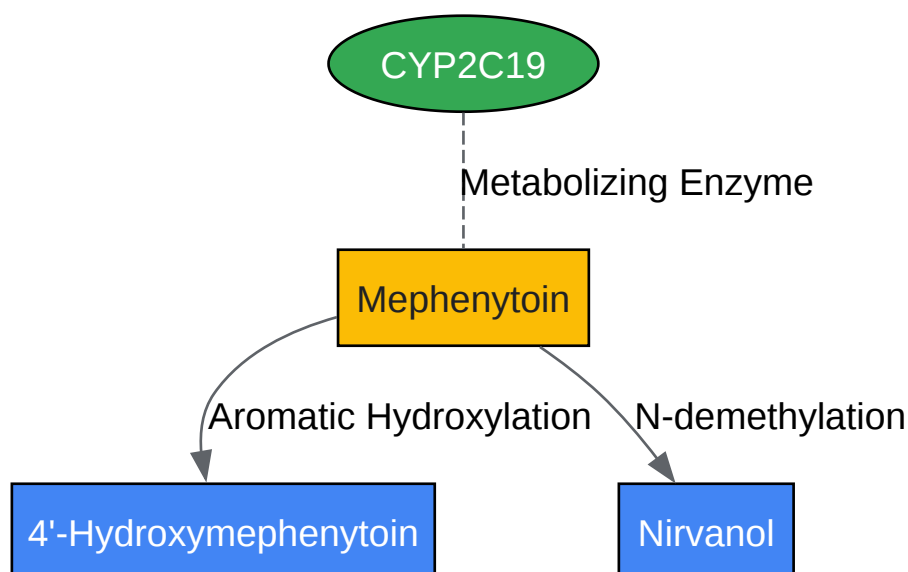 CYP2C19
Metabolizing Enzyme
Mephenytoin
Aromatic Hydroxylation
N-demethylation
4'-Hydroxymephenytoin
Nirvanol